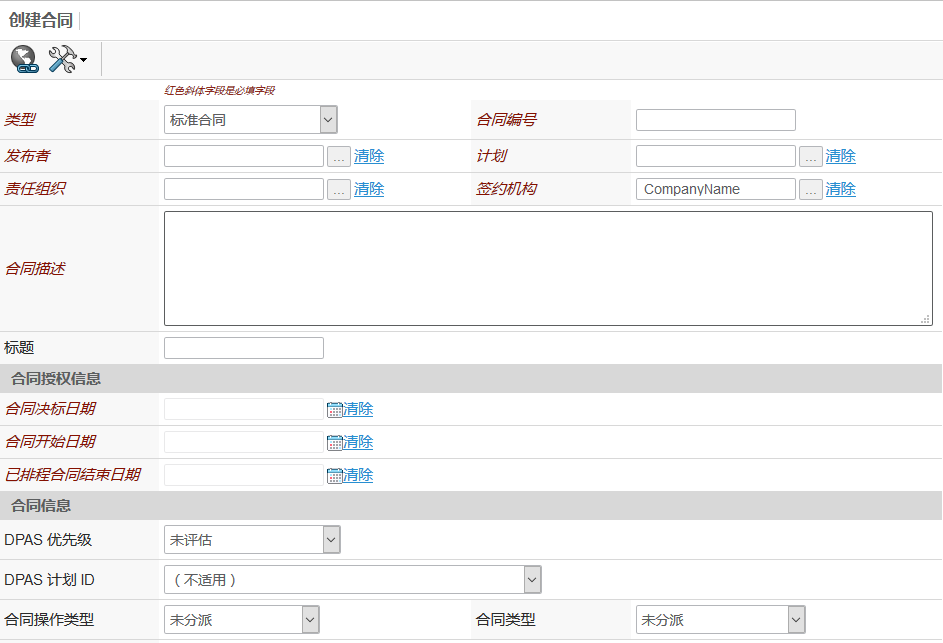 创建合同
红色斜体字段是必填字段
类型 标准合同 合同编号
发布者 ... 清除 计划 ... 清除
责任组织 ... 清除 签约机构 CompanyName ... 清除
合同描述
标题
合同授权信息
合同决标日期 清除
合同开始日期 清除
已排程合同结束日期 清除
合同信息
DPAS 优先级 未评估
DPAS 计划 ID （不适用）
合同操作类型 未分派 合同类型 未分派